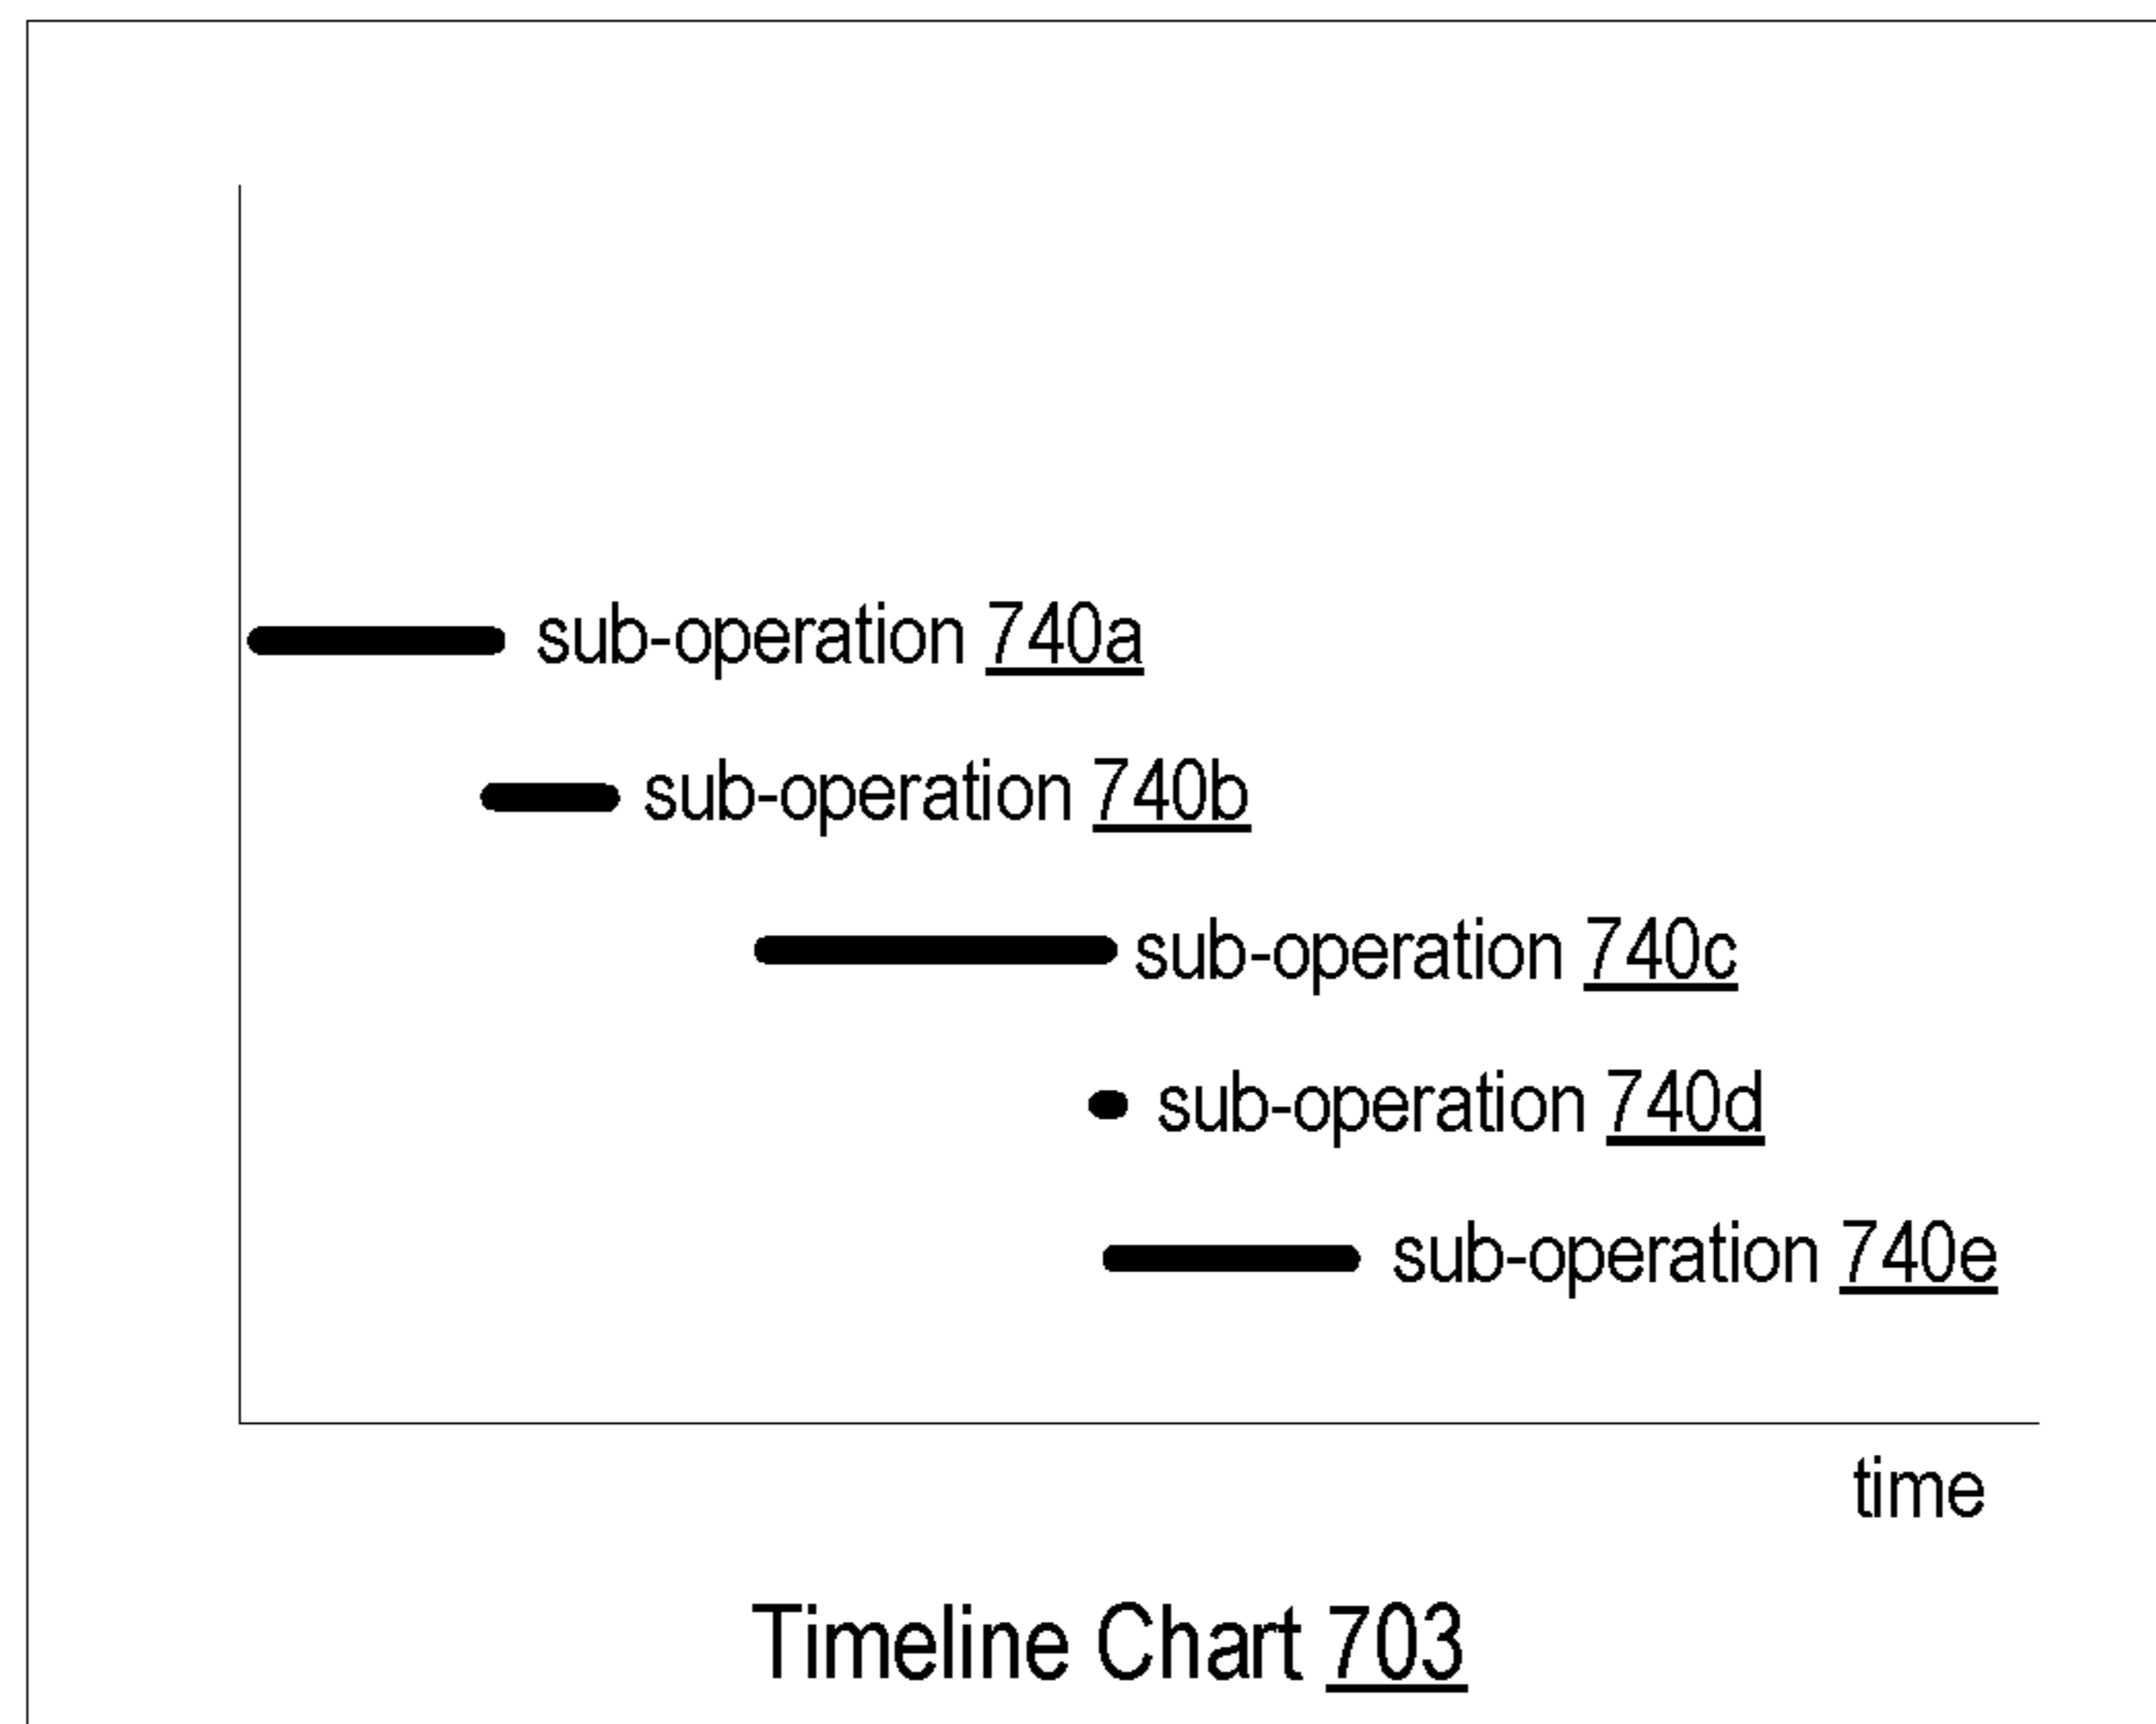 sub-operation 740a
sub-operation 740b
sub-operation 740c
sub-operation 740d
sub-operation 740e
time
Timeline Chart 703